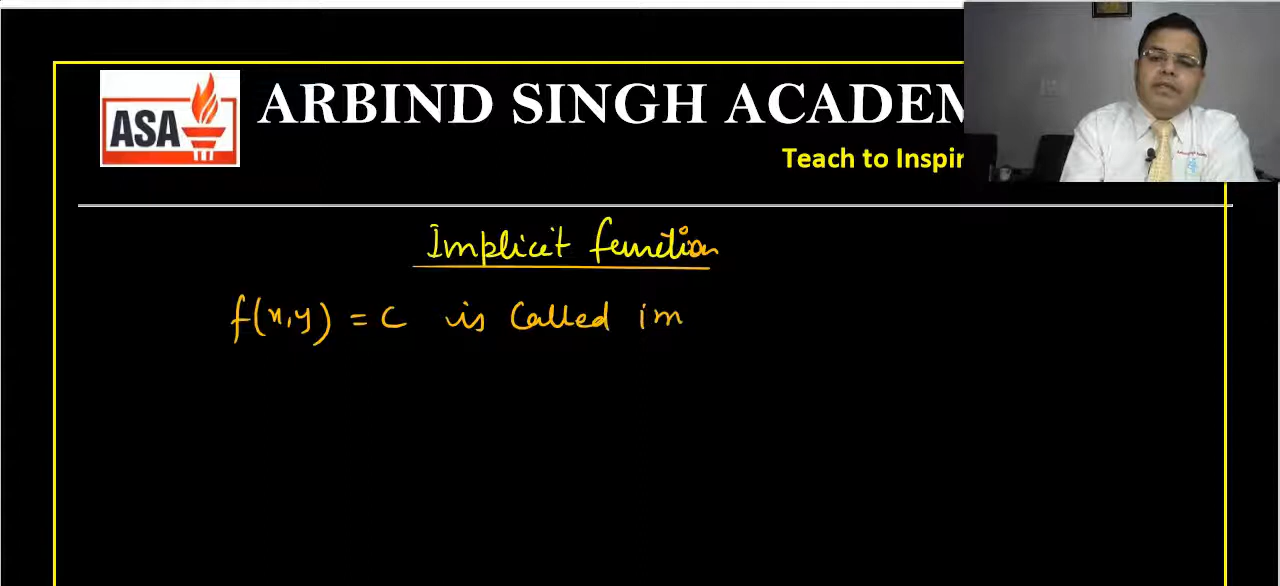 ASA
ARBIND SINGH ACADEM
Teach to Inspir
Implicit function
f(x,y) = c is called im